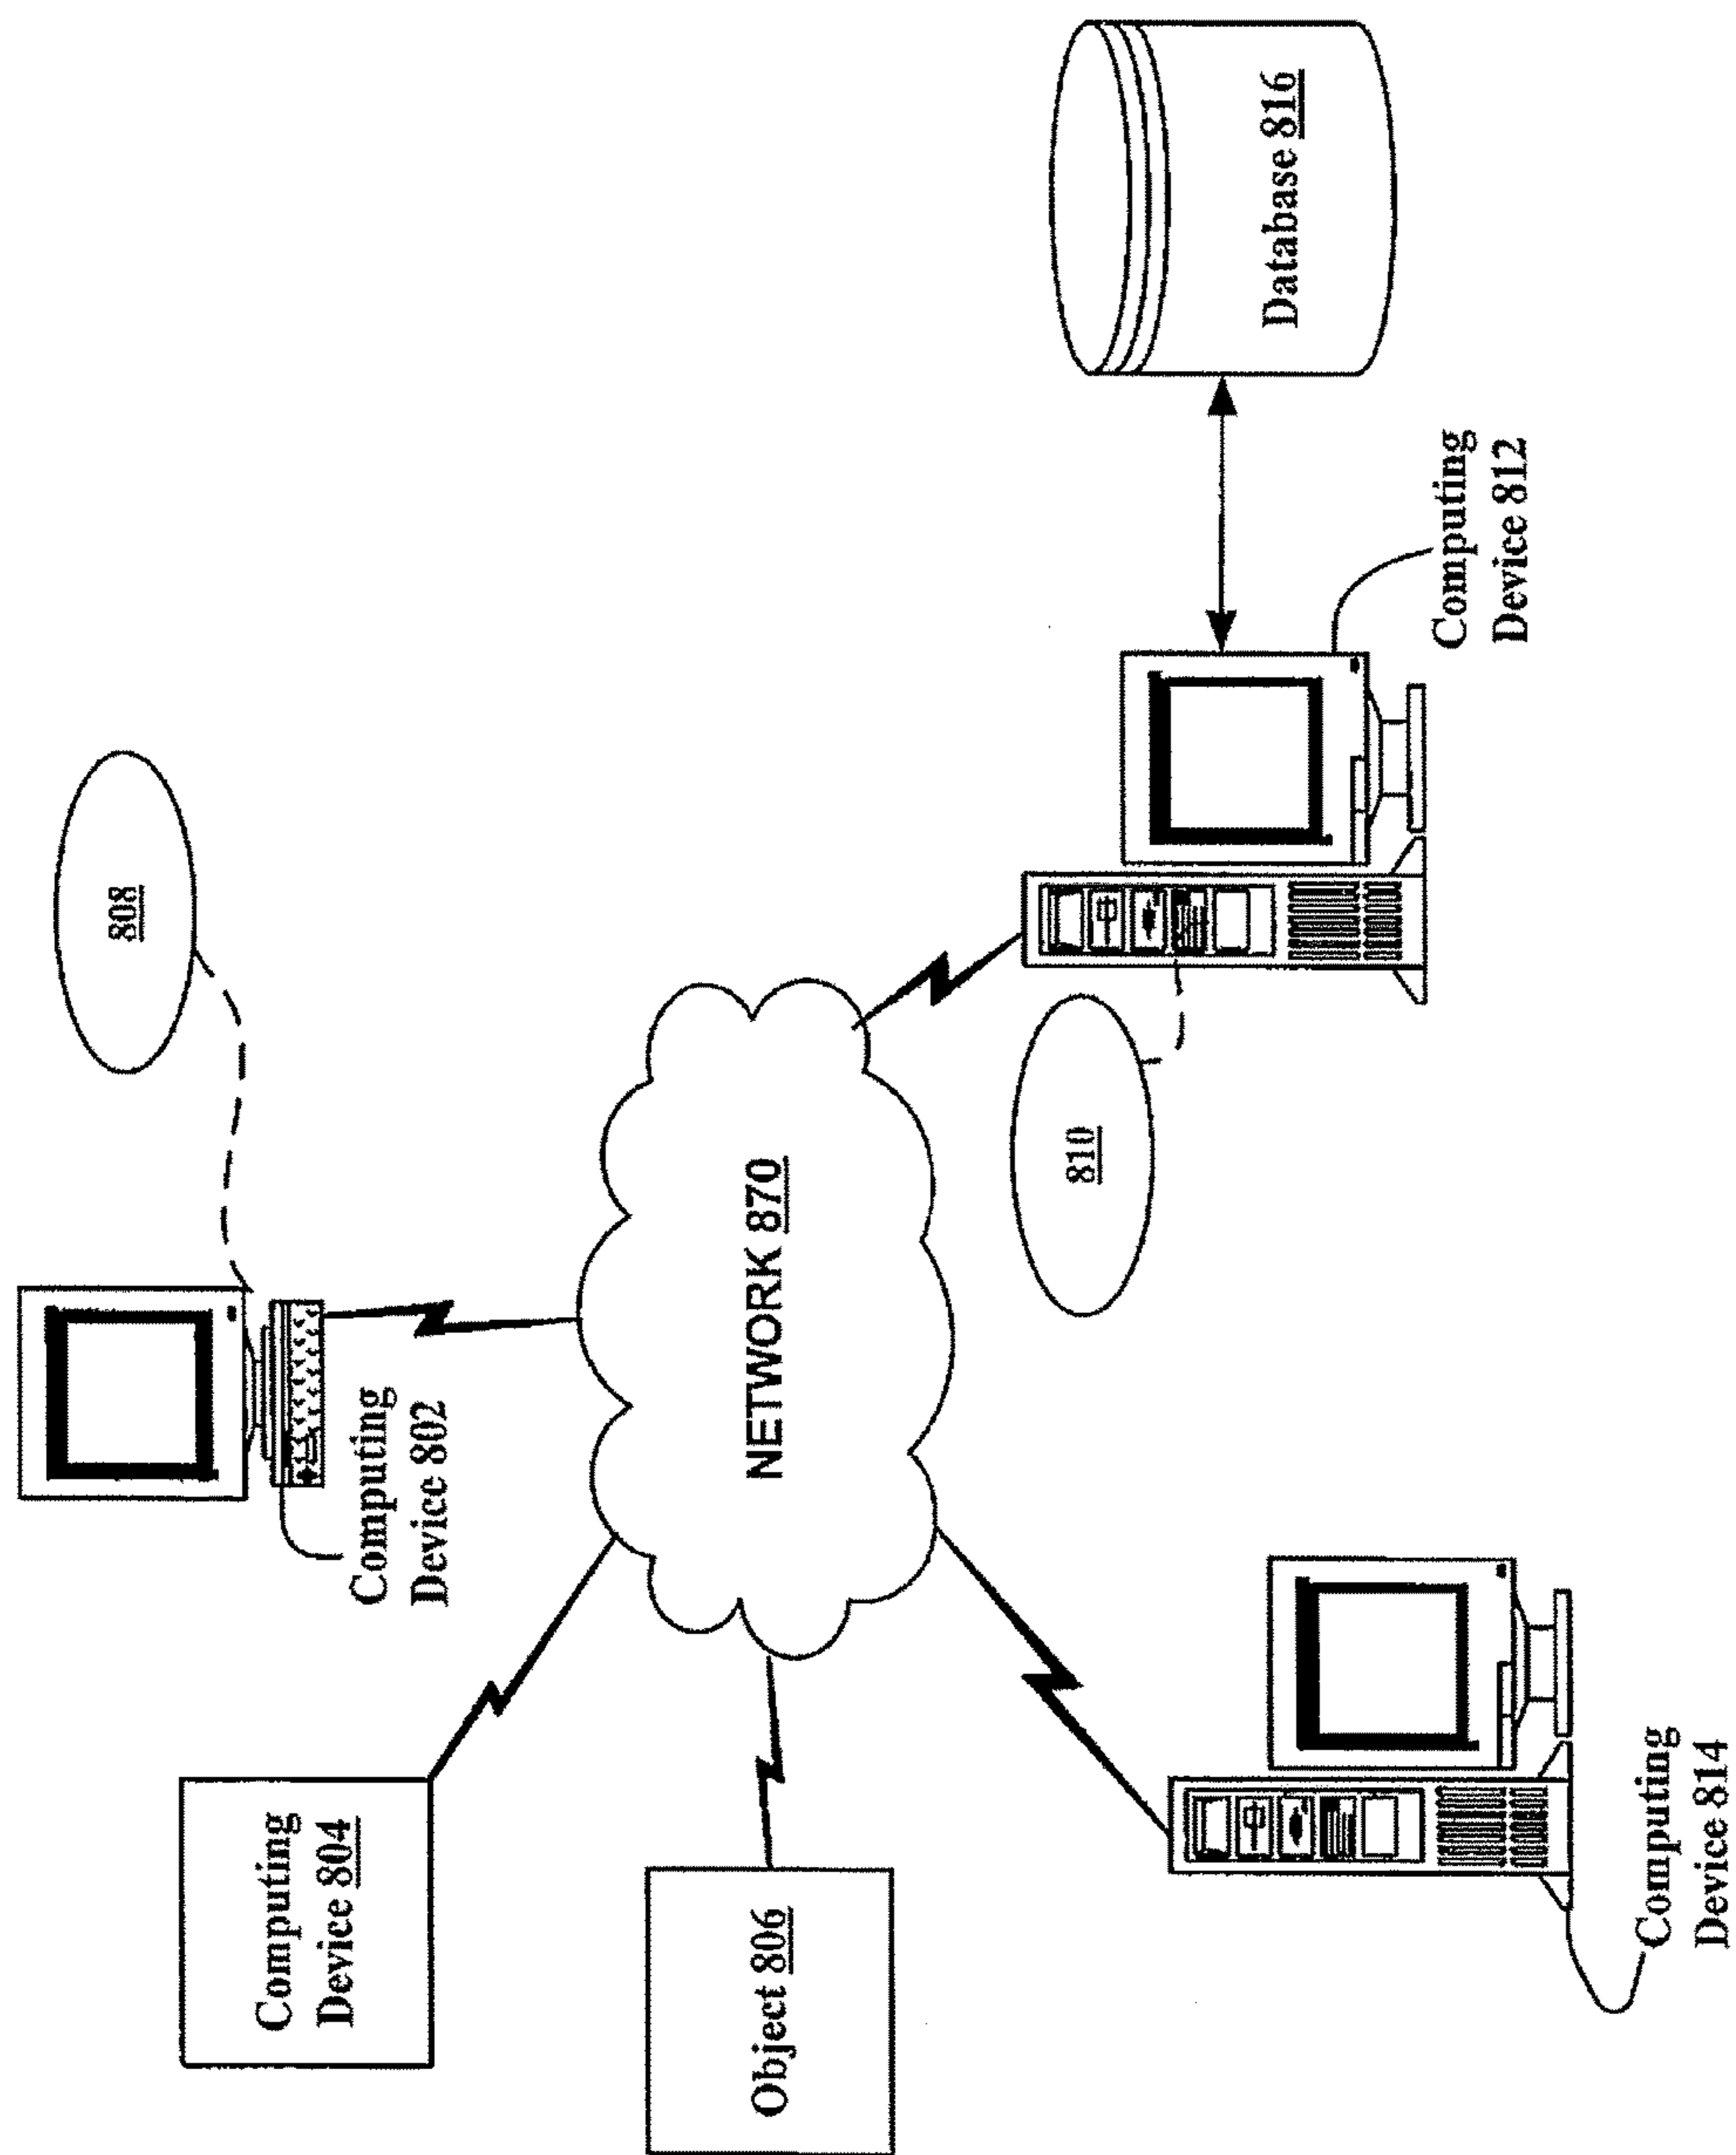 808
Computing
Device 802
Computing
Device 804
NETWORK 870
Object 806
810
Database 816
Computing
Device 812
Computing
Device 814